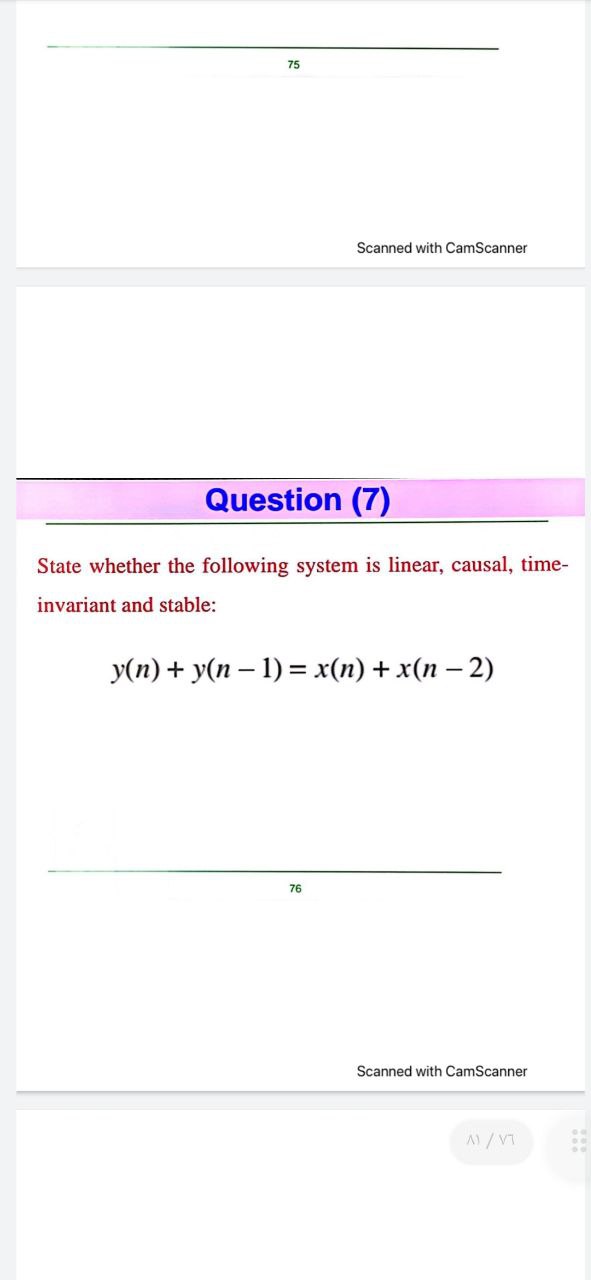 75
Scanned with CamScanner
Question (7)
State whether the following system is linear, causal, time-
invariant and stable:
y(n) + y(n – 1) = x(n) + x(n – 2)
76
Scanned with CamScanner
٨١ / ٧٦